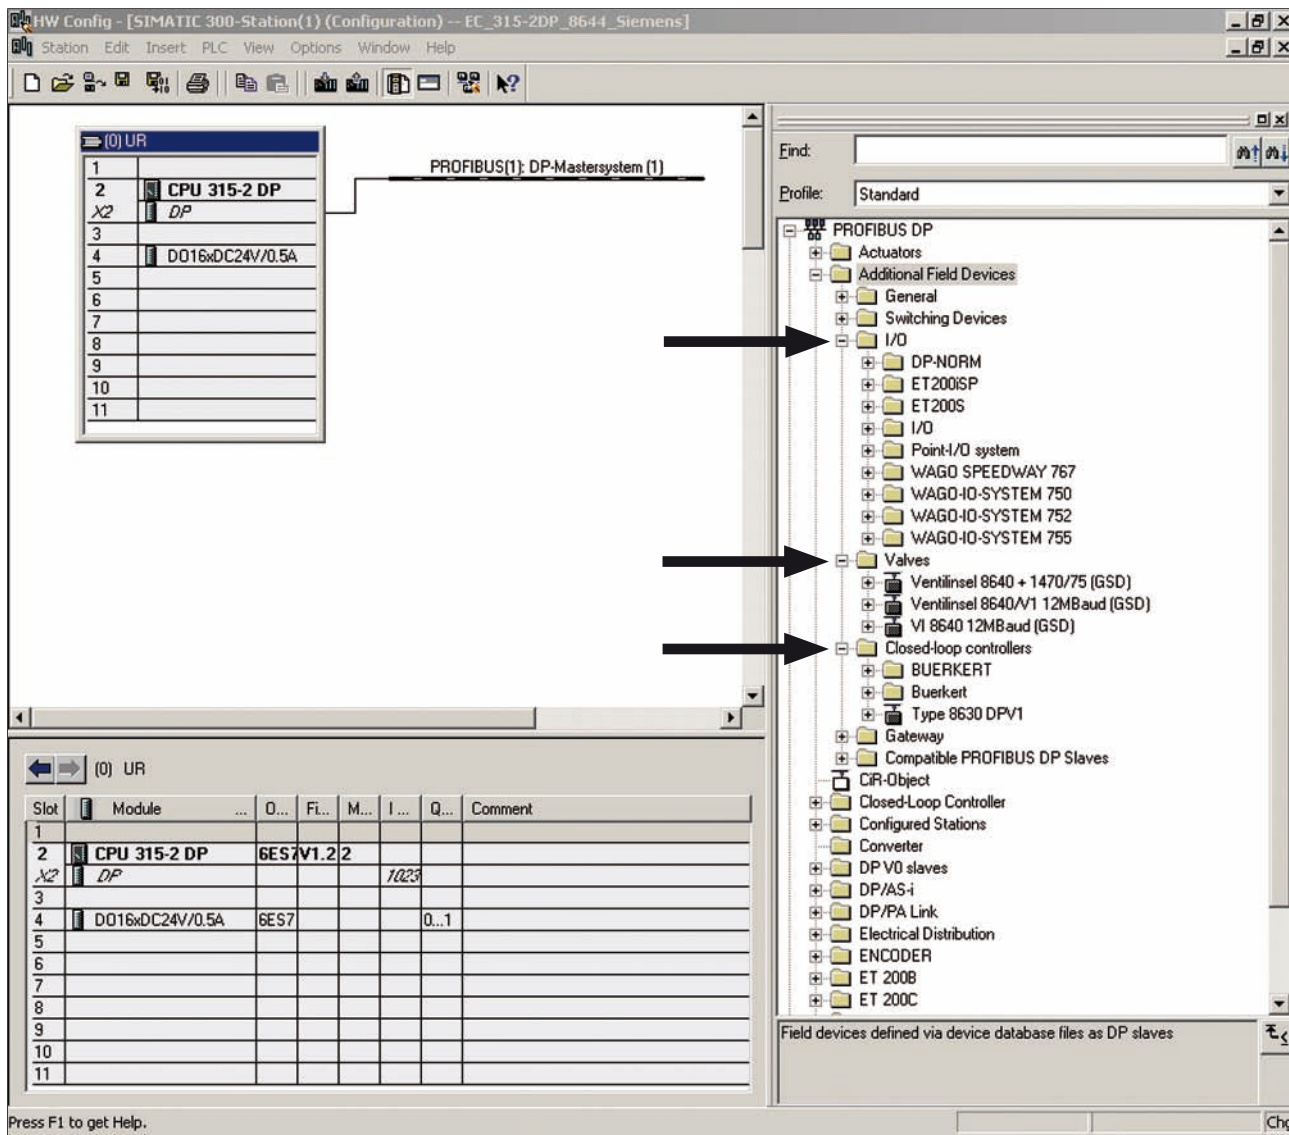 HW Config - [SIMATIC 300-Station(1) (Configuration) -- EC_315-2DP_8644_Siemens]
Station Edit Insert PLC View Options Window Help
(0) UR
1
2 CPU 315-2 DP
X2 DP
3
4 DO16xDC24V/0.5A
5
6
7
8
9
10
11
PROFIBUS(1): DP-Mastersystem (1)
Find:
Profile: Standard
PROFIBUS DP
Actuators
Additional Field Devices
General
Switching Devices
I/O
DP-NORM
ET200iSP
ET200S
I/O
Point-I/O system
WAGO SPEEDWAY 767
WAGO-IO-SYSTEM 750
WAGO-IO-SYSTEM 752
WAGO-IO-SYSTEM 755
Valves
Ventilinsel 8640 + 1470/75 (GSD)
Ventilinsel 8640/V1 12MBaud (GSD)
VI 8640 12MBaud (GSD)
Closed-loop controllers
BUERKERT
Buerkert
Type 8630 DPV1
Gateway
Compatible PROFIBUS DP Slaves
CiR-Object
Closed-Loop Controller
Configured Stations
Converter
DP V0 slaves
DP/AS-i
DP/PA Link
Electrical Distribution
ENCODER
ET 200B
ET 200C
Field devices defined via device database files as DP slaves
(0) UR
Slot Module ... O... Fi... M... I ... Q... Comment
1
2 CPU 315-2 DP 6ES7 V1.2 2
X2 DP 1023
3
4 DO16xDC24V/0.5A 6ES7 0...1
5
6
7
8
9
10
11
Press F1 to get Help.